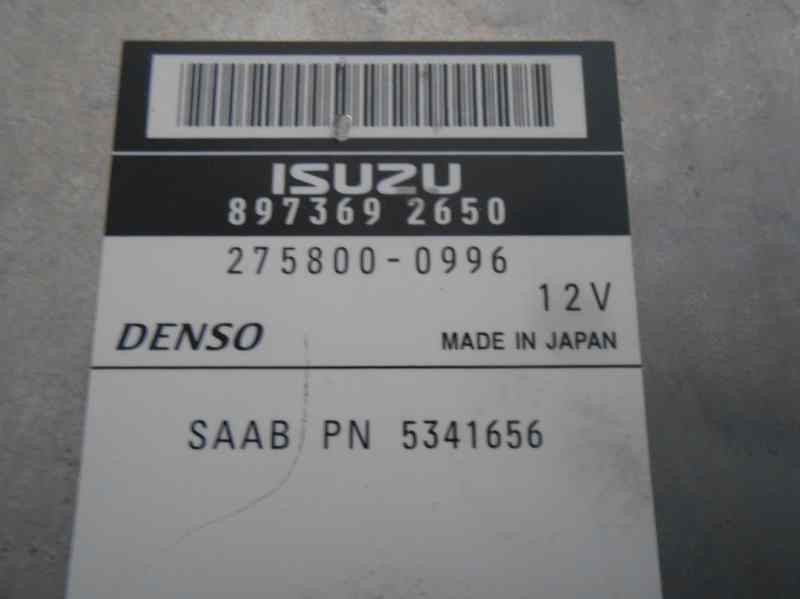 ISUZU
897369 2650
275800-0996
12V
DENSO MADE IN JAPAN
SAAB PN 5341656